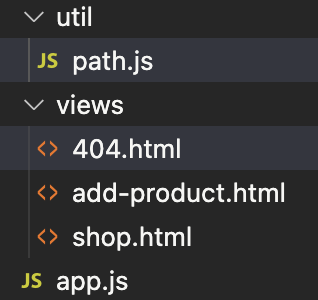 util
JS path.js
views
<> 404.html
<> add-product.html
<> shop.html
JS app.js